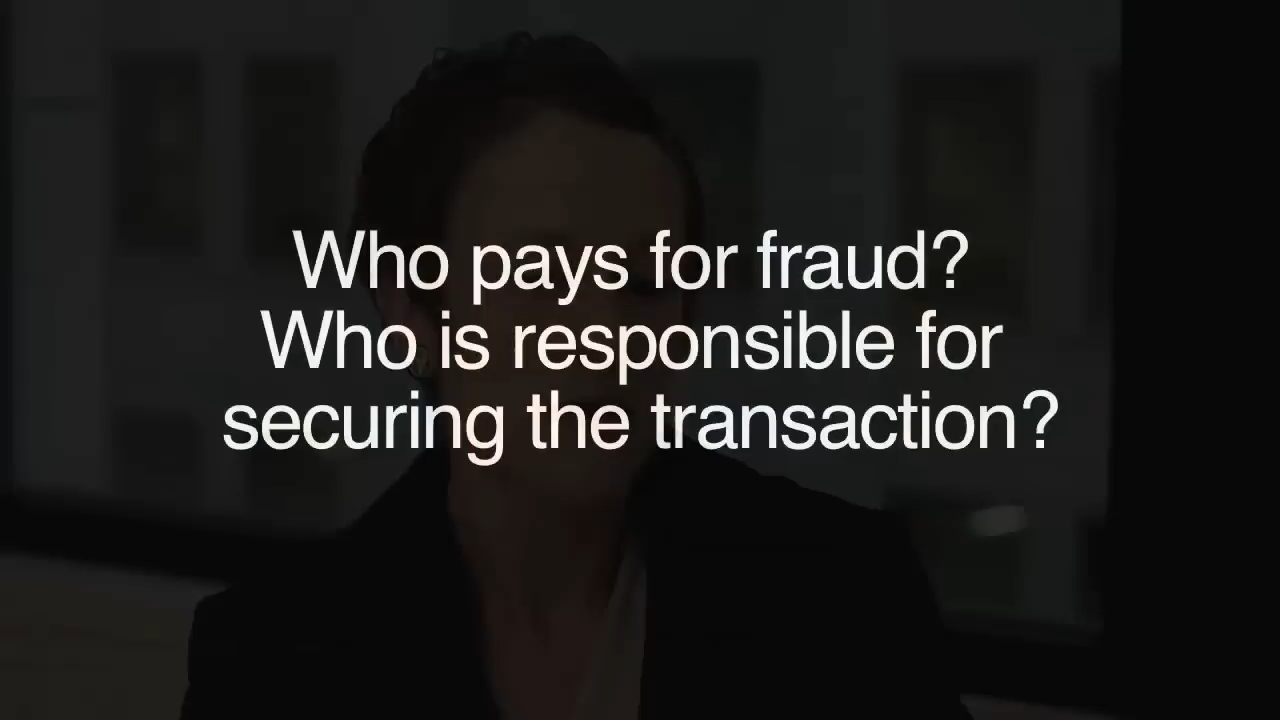 Who pays for fraud?
Who is responsible for
securing the transaction?